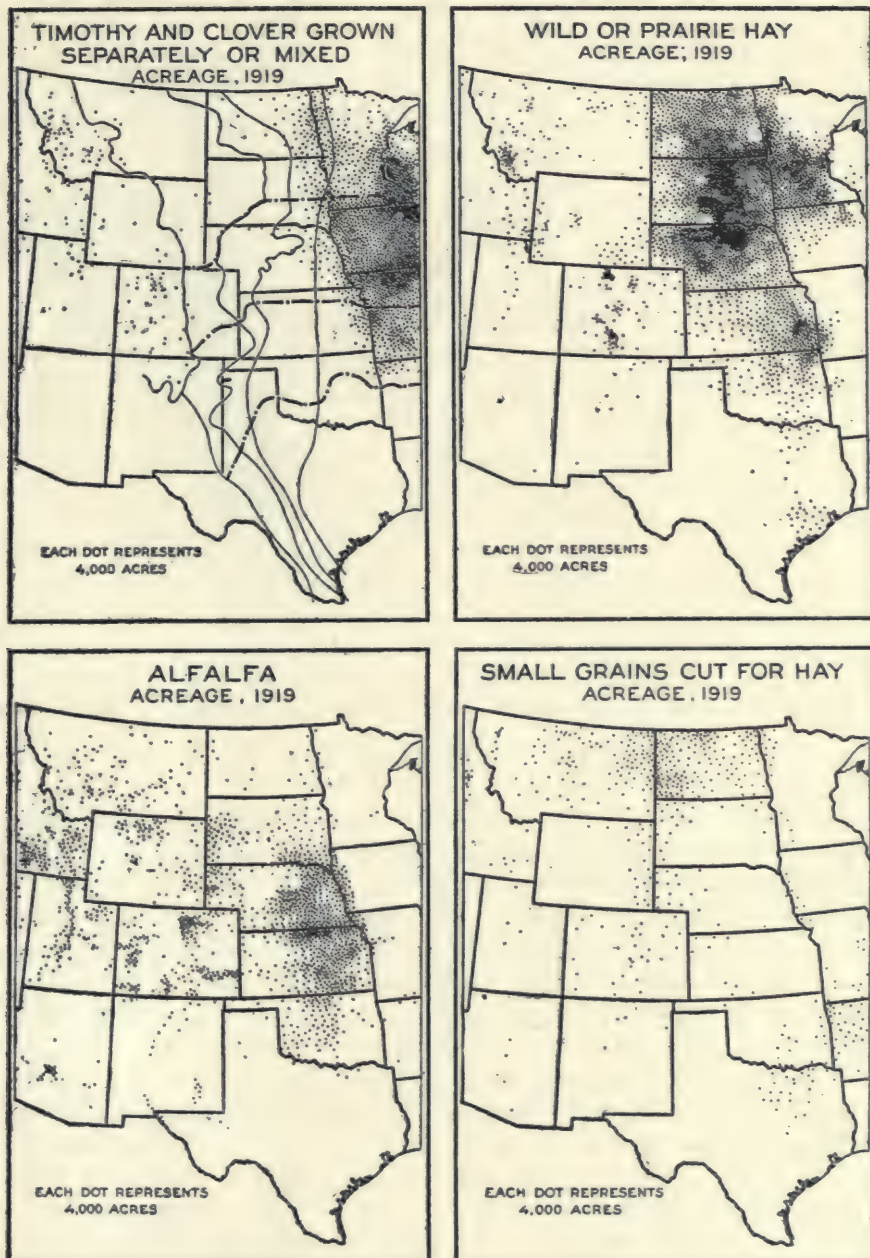 TIMOTHY AND CLOVER GROWN
SEPARATELY OR MIXED
ACREAGE, 1919
EACH DOT REPRESENTS
4,000 ACRES
WILD OR PRAIRIE HAY
ACREAGE; 1919
EACH DOT REPRESENTS
4,000 ACRES
ALFALFA
ACREAGE, 1919
EACH DOT REPRESENTS
4,000 ACRES
SMALL GRAINS CUT FOR HAY
ACREAGE. 1919
EACH DOT REPRESENTS
4,000 ACRES